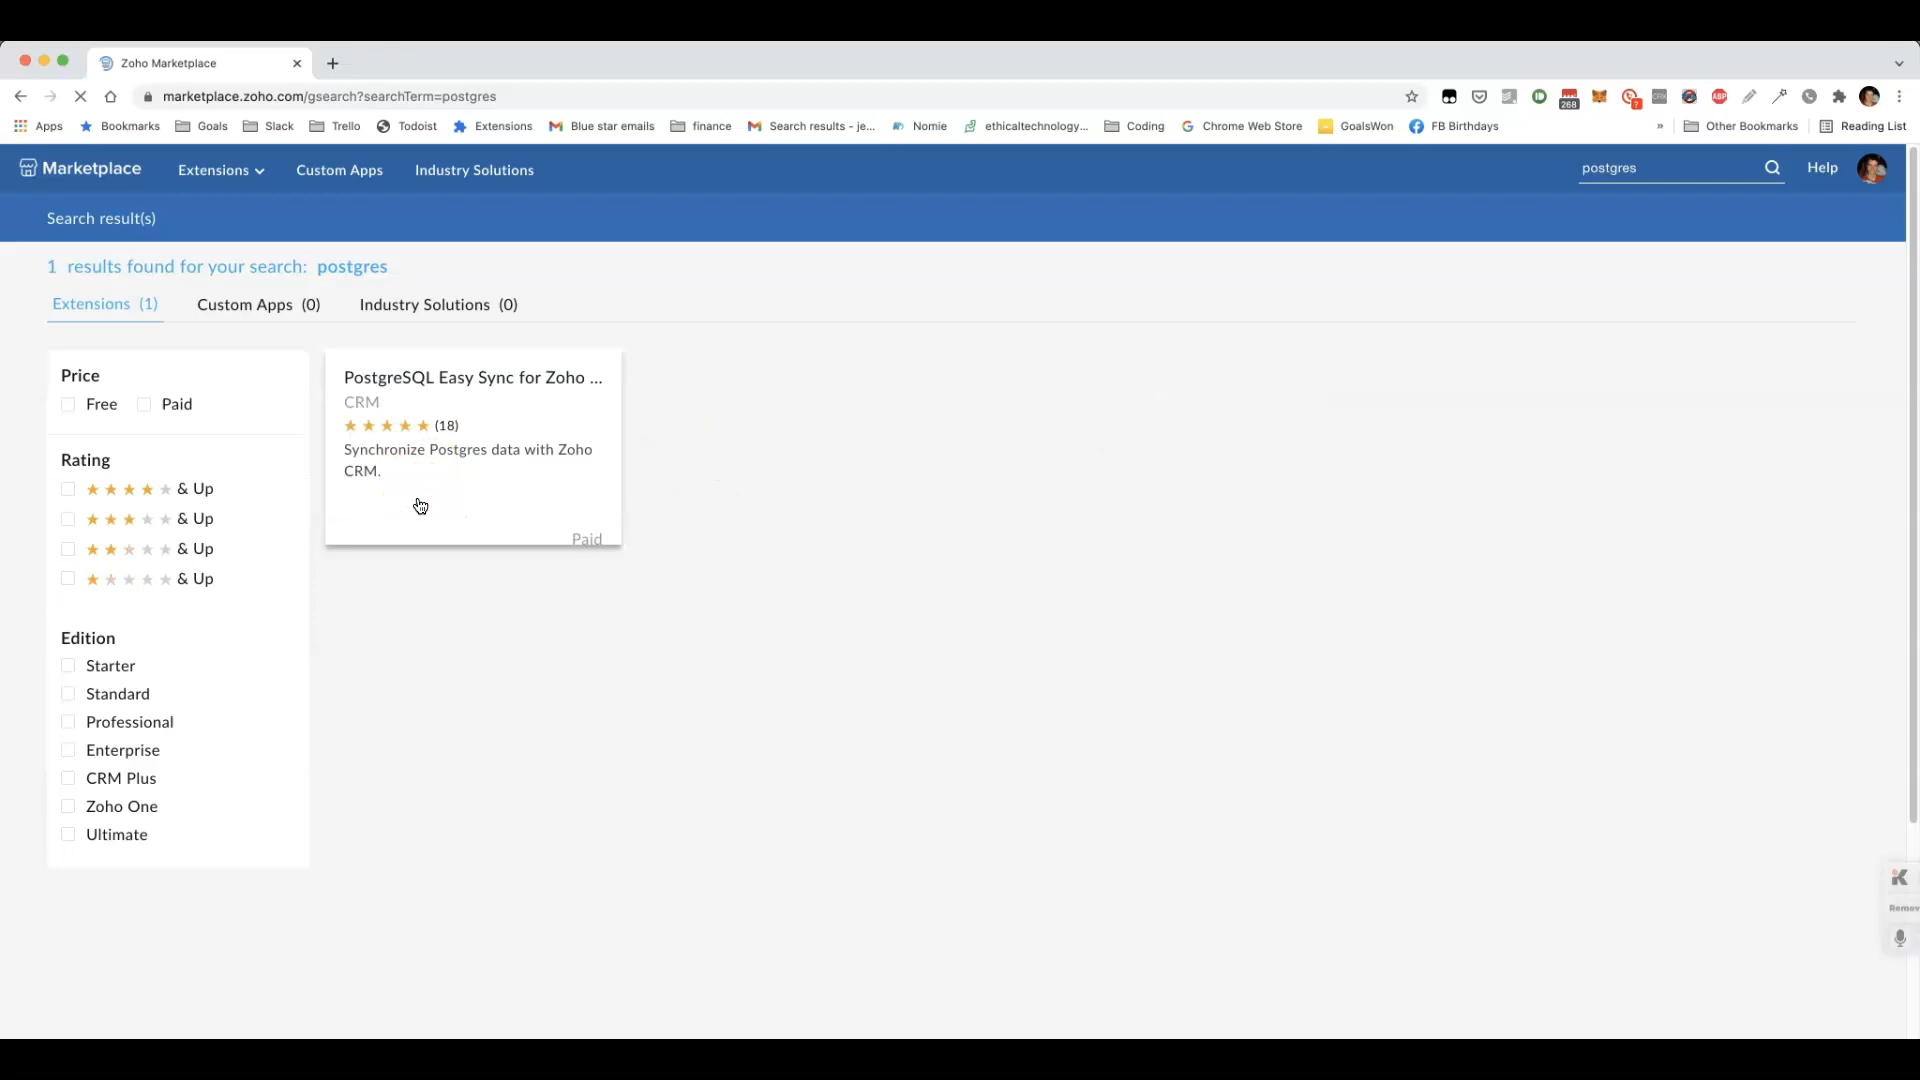 Zoho Marketplace
marketplace.zoho.com/gsearch?searchTerm=postgres
268
?
CRX
ABP
Apps Bookmarks Goals Slack Trello Todoist Extensions Blue star emails finance Search results - je... Nomie ethicaltechnology... Coding Chrome Web Store GoalsWon FB Birthdays » Other Bookmarks Reading List
Marketplace Extensions Custom Apps Industry Solutions postgres Help
Search result(s)
1 results found for your search: postgres
Extensions (1) Custom Apps (0) Industry Solutions (0)
Price
Free Paid
Rating
& Up
& Up
& Up
& Up
Edition
Starter
Standard
Professional
Enterprise
CRM Plus
Zoho One
Ultimate
PostgreSQL Easy Sync for Zoho ...
CRM
(18)
Synchronize Postgres data with Zoho
CRM.
Paid
Remov